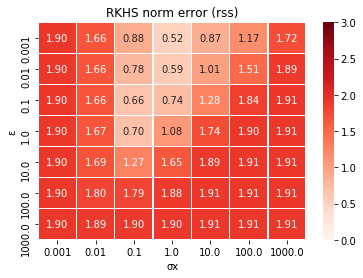 RKHS norm error (rss)
ε
0.001 1.90 1.66 0.88 0.52 0.87 1.17 1.72
0.01 1.90 1.66 0.78 0.59 1.01 1.51 1.89
0.1 1.90 1.66 0.66 0.74 1.28 1.84 1.91
1.0 1.90 1.67 0.70 1.08 1.74 1.90 1.91
10.0 1.90 1.69 1.27 1.65 1.89 1.91 1.91
100.0 1.90 1.80 1.79 1.88 1.91 1.91 1.91
1000.0 1.90 1.89 1.90 1.90 1.91 1.91 1.91
0.001 0.01 0.1 1.0 10.0 100.0 1000.0
σx
3.0
2.5
2.0
1.5
1.0
0.5
0.0